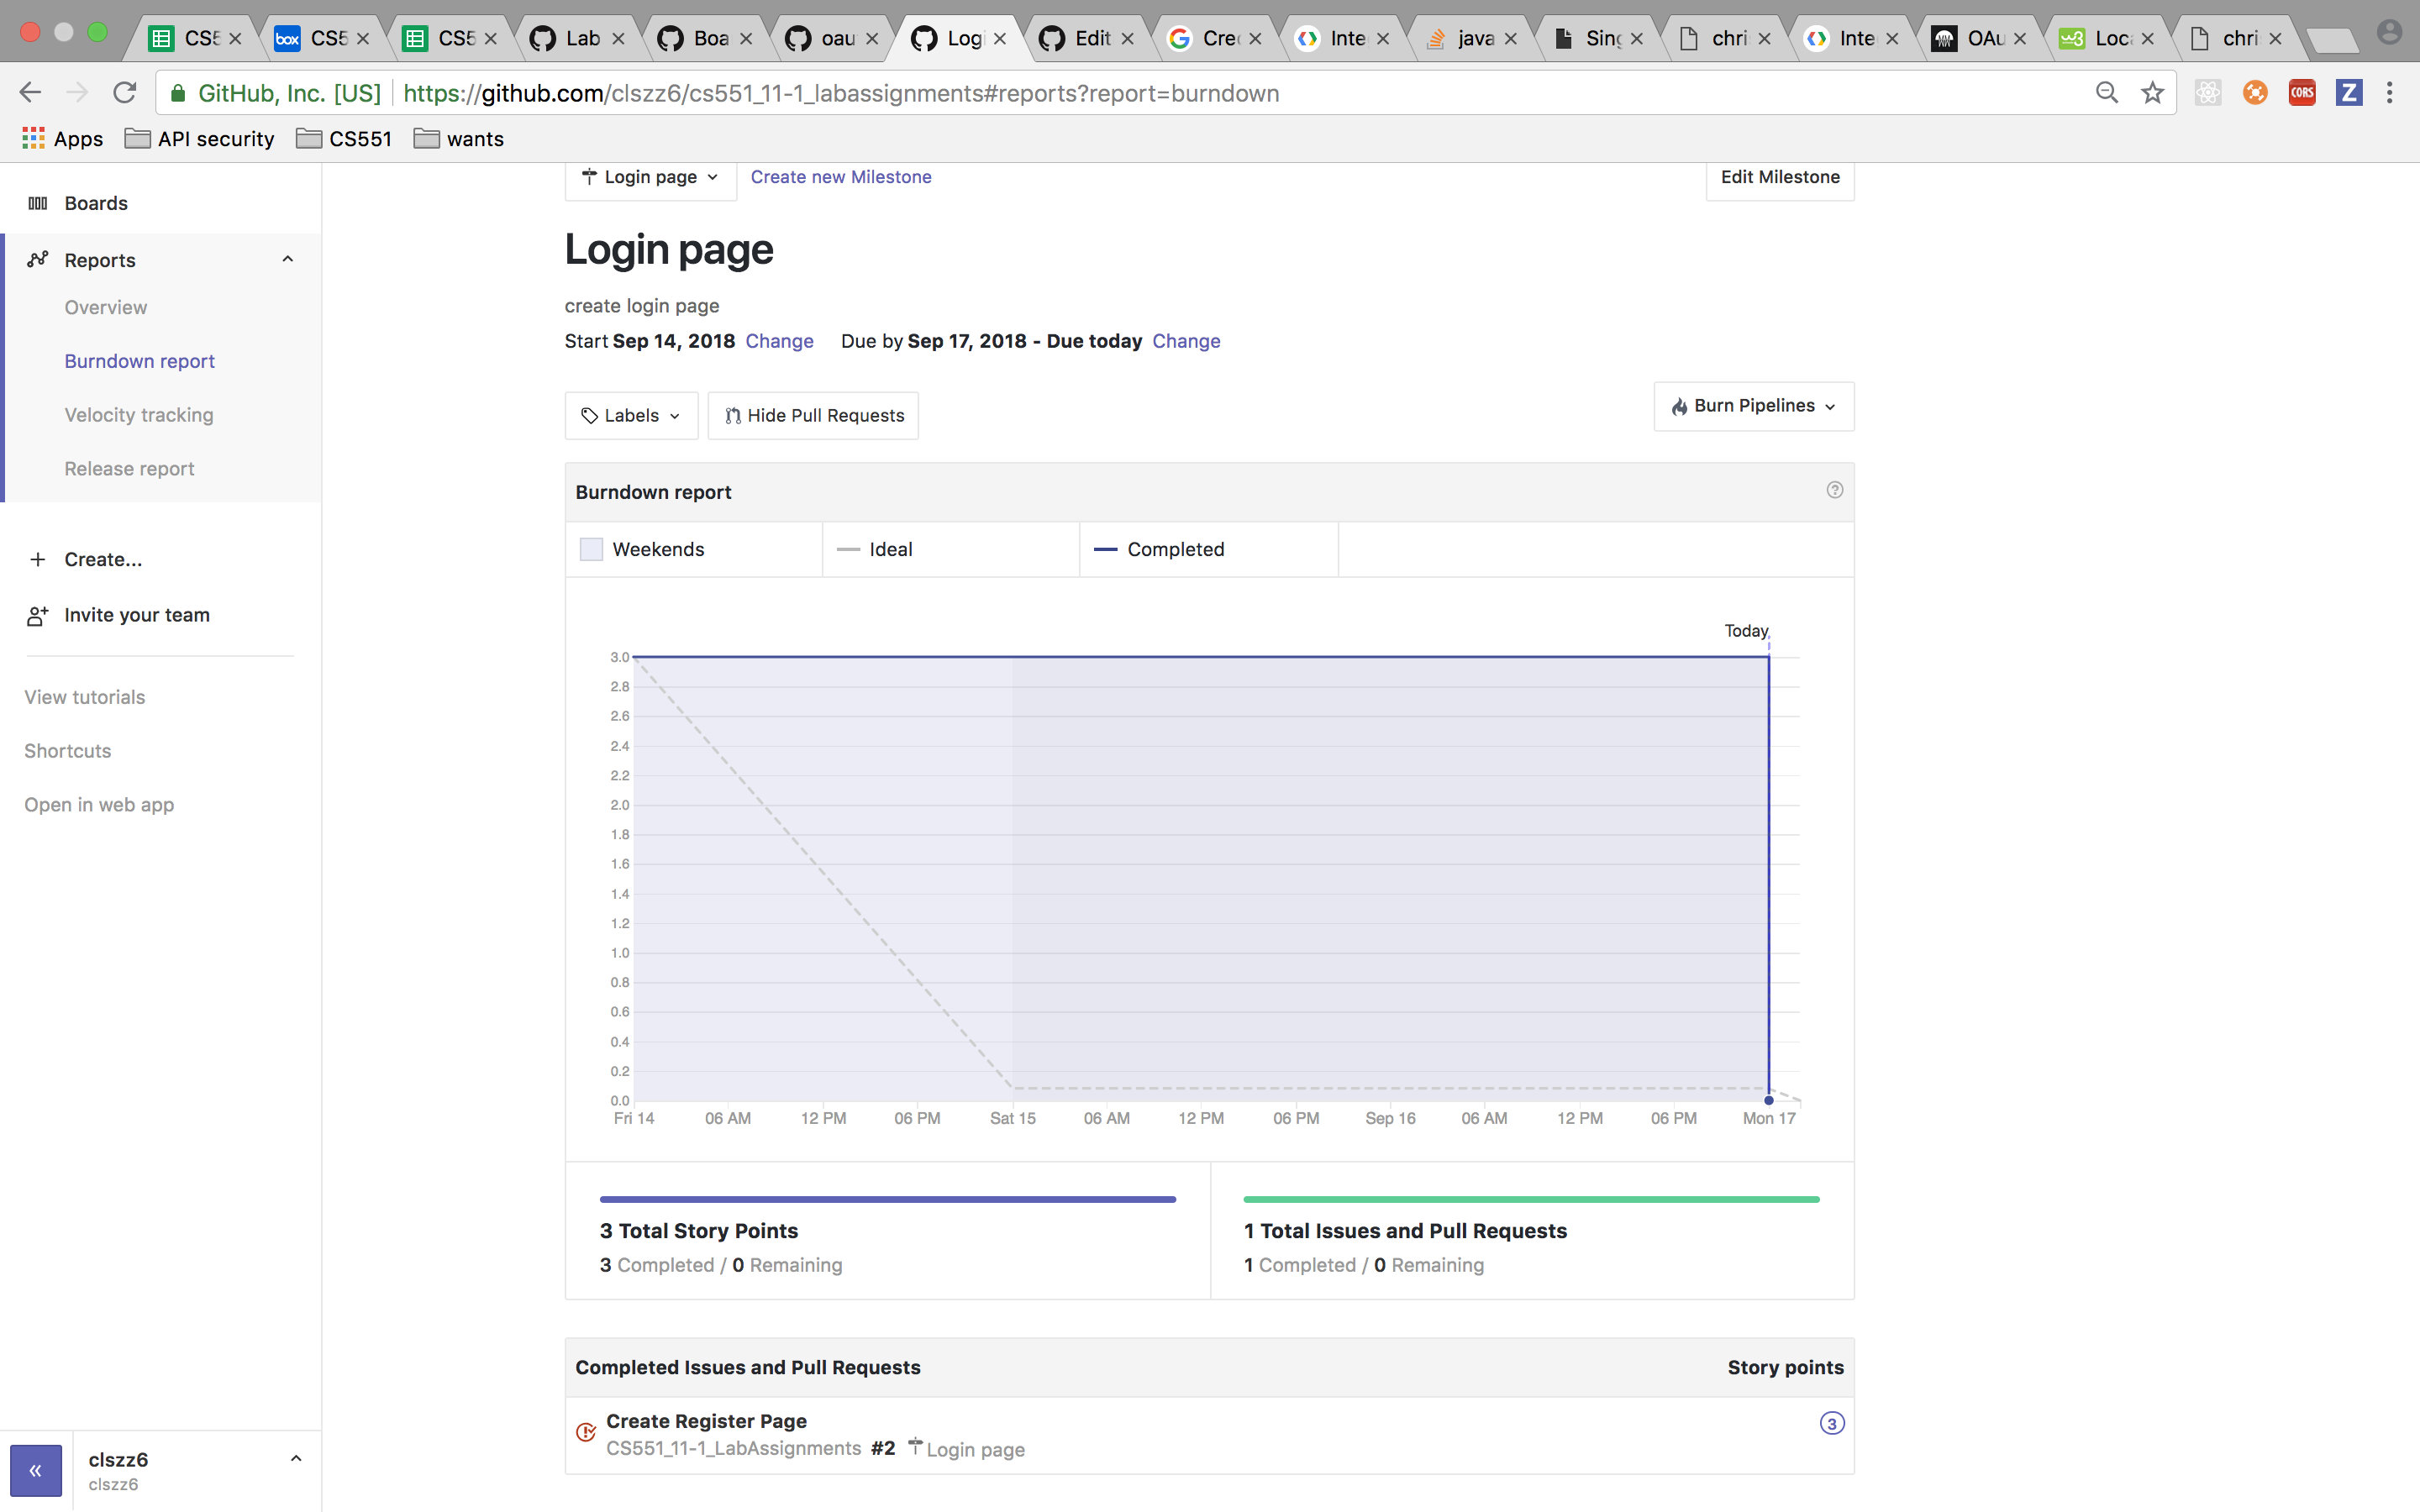 CS5
CS5
CS5
Lab
Boa
oau
Logi
Edit
Cre
Inte
java
Sing
chri
Inte
OAu
Loca
chri
GitHub, Inc. [US]
https://github.com/clszz6/cs551_11-1_labassignments#reports?report=burndown
CORS
Z
Apps
API security
CS551
wants
Boards
Reports
Overview
Burndown report
Velocity tracking
Release report
Create...
Invite your team
View tutorials
Shortcuts
Open in web app
clszz6
clszz6
Login page
Create new Milestone
Edit Milestone
Login page
create login page
Start Sep 14, 2018 Change Due by Sep 17, 2018 - Due today Change
Labels
Hide Pull Requests
Burn Pipelines
Burndown report
Weekends
Ideal
Completed
Today
3.0
2.8
2.6
2.4
2.2
2.0
1.8
1.6
1.4
1.2
1.0
0.8
0.6
0.4
0.2
0.0
Fri 14 06 AM 12 PM 06 PM Sat 15 06 AM 12 PM 06 PM Sep 16 06 AM 12 PM 06 PM Mon 17
3 Total Story Points
3 Completed / 0 Remaining
1 Total Issues and Pull Requests
1 Completed / 0 Remaining
Completed Issues and Pull Requests
Story points
Create Register Page
3
CS551_11-1_LabAssignments #2 Login page